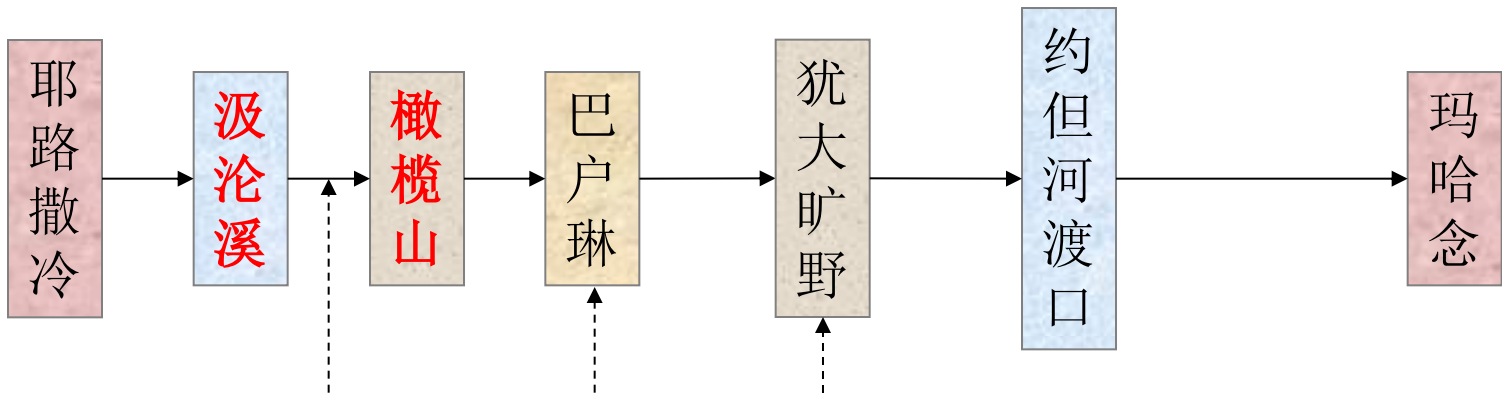 耶路撒冷
汲沦溪
橄榄山
巴户琳
犹大旷野
约但河渡口
玛哈念